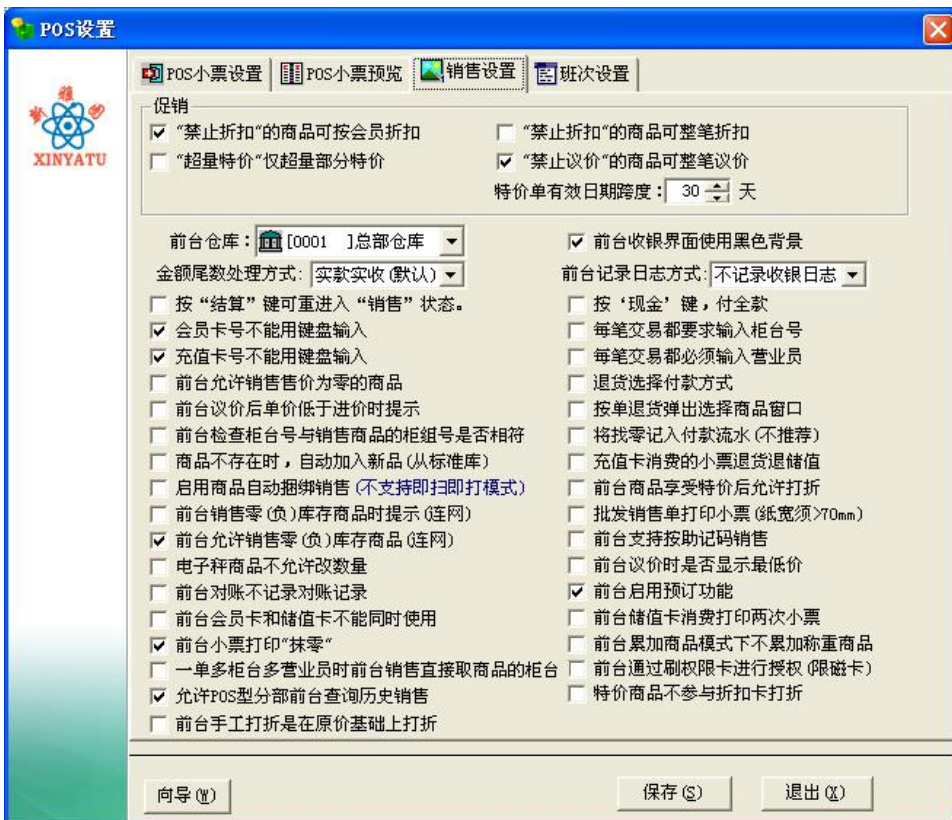 POS设置
POS小票设置 POS小票预览 销售设置 班次设置
XINYATU
促销
"禁止折扣"的商品可按会员折扣 "禁止折扣"的商品可整笔折扣
"超量特价"仅超量部分特价 "禁止议价"的商品可整笔议价
特价单有效日期跨度: 30 天
前台仓库: [0001 ]总部仓库 前台收银界面使用黑色背景
金额尾数处理方式: 实款实收(默认) 前台记录日志方式: 不记录收银日志
按“结算”键可重进入“销售”状态。 按‘现金’键,付全款
会员卡号不能用键盘输入 每笔交易都要求输入柜台号
充值卡号不能用键盘输入 每笔交易都必须输入营业员
前台允许销售售价为零的商品 退货选择付款方式
前台议价后单价低于进价时提示 按单退货弹出选择商品窗口
前台检查柜台号与销售商品的柜组号是否相符 将找零记入付款流水(不推荐)
商品不存在时,自动加入新品(从标准库) 充值卡消费的小票退货退储值
启用商品自动捆绑销售(不支持即扫即打模式) 前台商品享受特价后允许打折
前台销售零(负)库存商品时提示(连网) 批发销售单打印小票(纸宽须>70mm)
前台允许销售零(负)库存商品(连网) 前台支持按助记码销售
电子秤商品不允许改数量 前台议价时是否显示最低价
前台对账不记录对账记录 前台启用预订功能
前台会员卡和储值卡不能同时使用 前台储值卡消费打印两次小票
前台小票打印"抹零" 前台累加商品模式下不累加称重商品
一单多柜台多营业员时前台销售直接取商品的柜台 前台通过刷权限卡进行授权(限磁卡)
允许POS型分部前台查询历史销售 特价商品不参与折扣卡打折
前台手工打折是在原价基础上打折
向导(W) 保存(S) 退出(X)